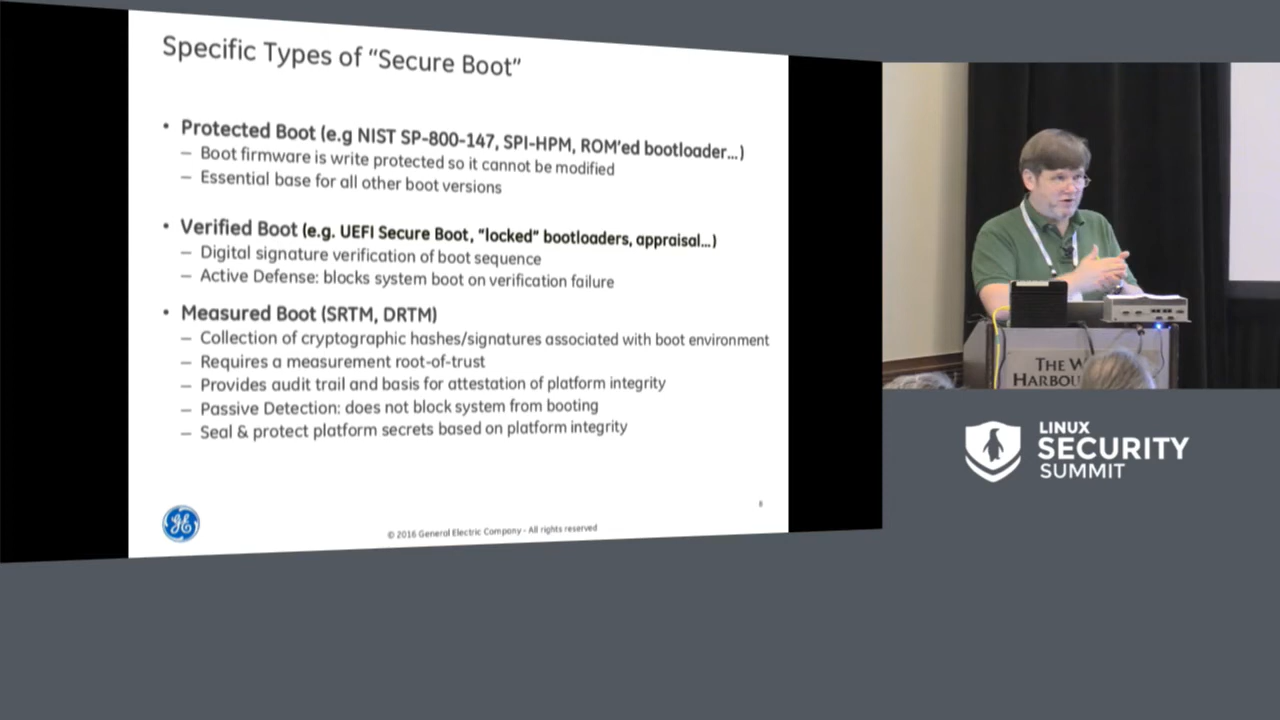 Specific Types of “Secure Boot”
• Protected Boot (e.g NIST SP-800-147, SPI-HPM, ROM’ed bootloader...)
– Boot firmware is write protected so it cannot be modified
– Essential base for all other boot versions
• Verified Boot (e.g. UEFI Secure Boot, “locked” bootloaders, appraisal...)
– Digital signature verification of boot sequence
– Active Defense: blocks system boot on verification failure
• Measured Boot (SRTM, DRTM)
– Collection of cryptographic hashes/signatures associated with boot environment
– Requires a measurement root-of-trust
– Provides audit trail and basis for attestation of platform integrity
– Passive Detection: does not block system from booting
– Seal & protect platform secrets based on platform integrity
8
GE
© 2016 General Electric Company - All rights reserved
THE W
HARBOU
LINUX
SECURITY
SUMMIT